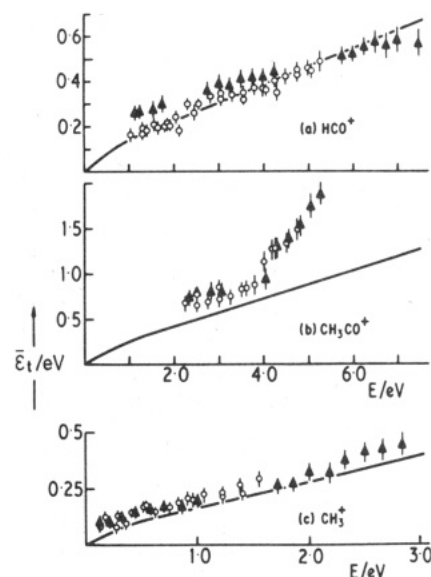 0·6
0·4
0·2
(a) HCO⁺
1·5
1·0
0·5
(b) CH₃CO⁺
2·0 4·0 6·0
E/eV
ε̄ₜ/eV
0·5
0·25
(c) CH₃⁺
1·0 2·0 3·0
E/eV